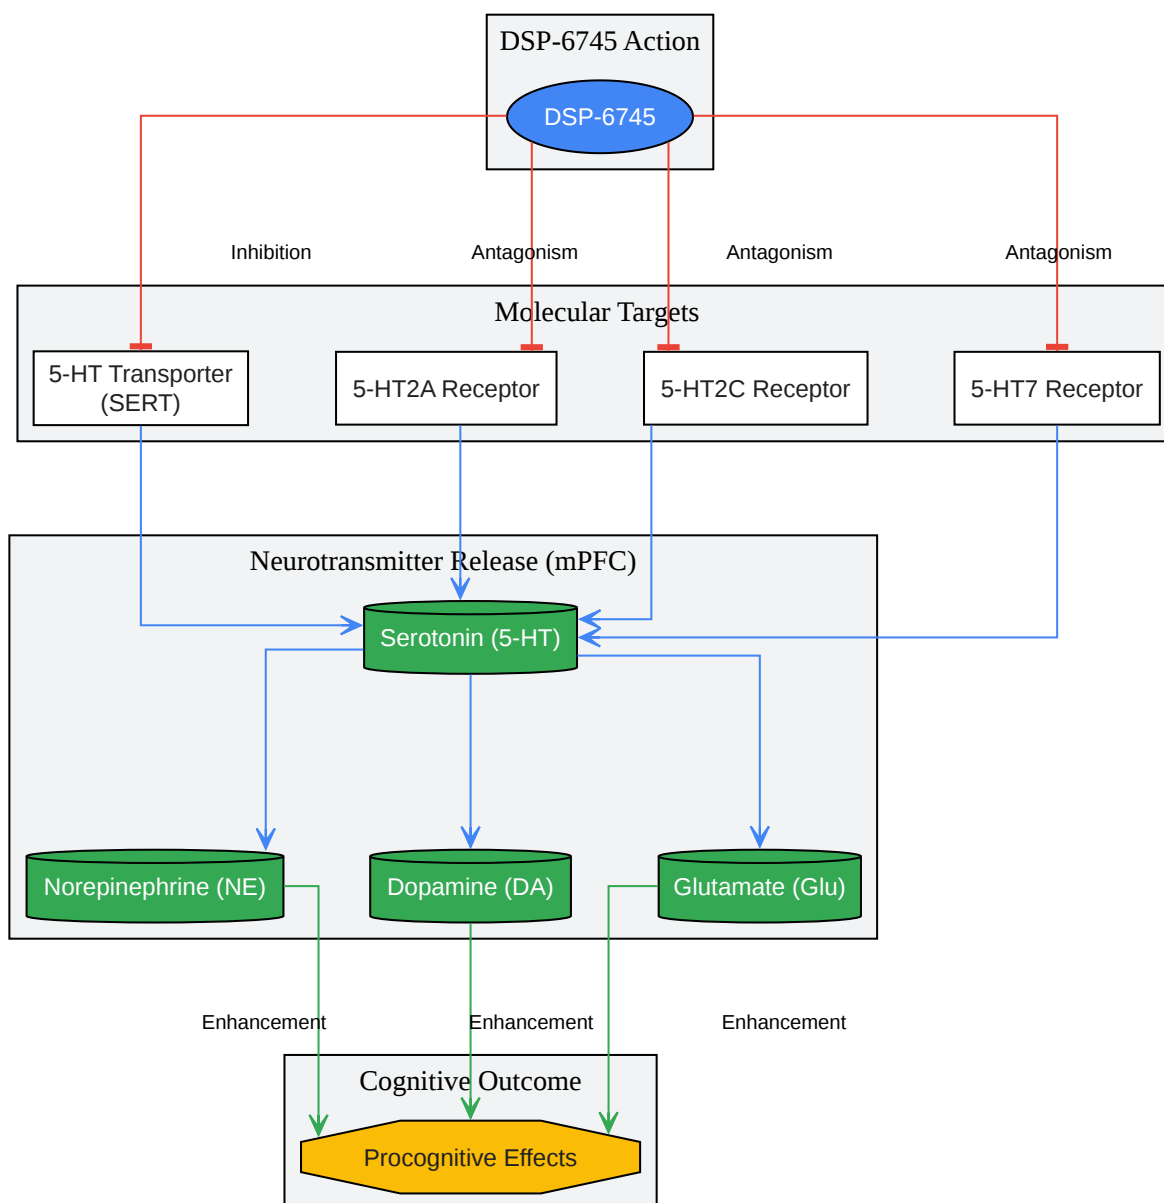 DSP-6745 Action
DSP-6745
Inhibition
Antagonism
Antagonism
Antagonism
Molecular Targets
5-HT Transporter
(SERT)
5-HT2A Receptor
5-HT2C Receptor
5-HT7 Receptor
Neurotransmitter Release (mPFC)
Serotonin (5-HT)
Norepinephrine (NE)
Dopamine (DA)
Glutamate (Glu)
Enhancement
Enhancement
Enhancement
Cognitive Outcome
Procognitive Effects